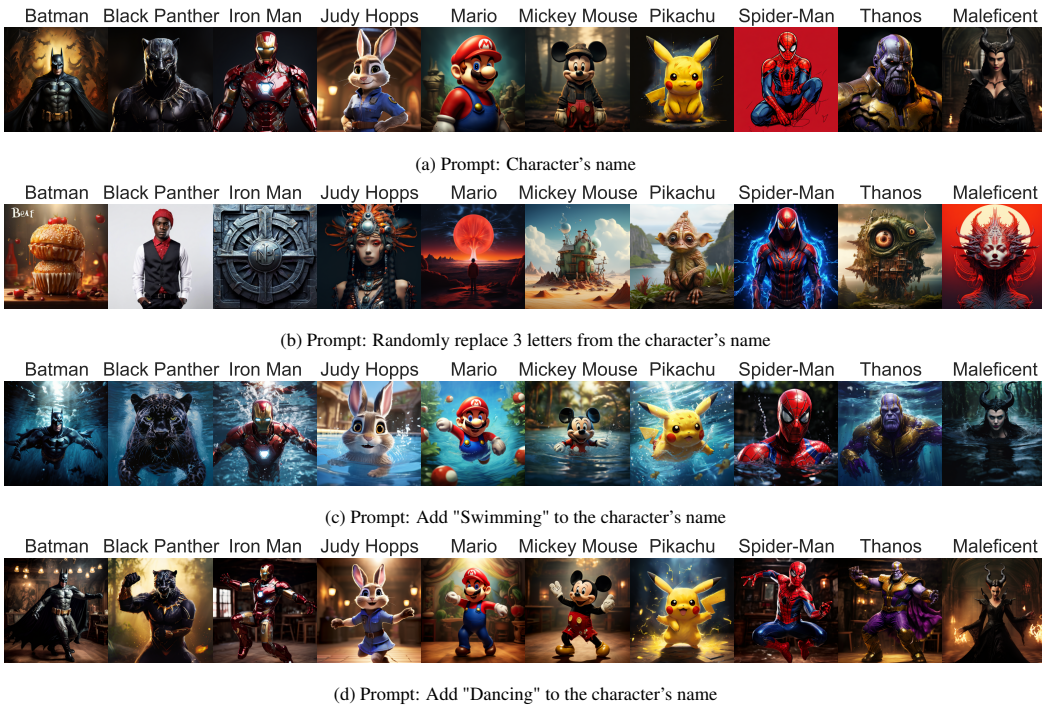 Batman Black Panther Iron Man Judy Hopps Mario Mickey Mouse Pikachu Spider-Man Thanos Maleficent
M
(a) Prompt: Character's name
Batman Black Panther Iron Man Judy Hopps Mario Mickey Mouse Pikachu Spider-Man Thanos Maleficent
(b) Prompt: Randomly replace 3 letters from the character's name
Batman Black Panther Iron Man Judy Hopps Mario Mickey Mouse Pikachu Spider-Man Thanos Maleficent
(c) Prompt: Add "Swimming" to the character's name
Batman Black Panther Iron Man Judy Hopps Mario Mickey Mouse Pikachu Spider-Man Thanos Maleficent
(d) Prompt: Add "Dancing" to the character's name